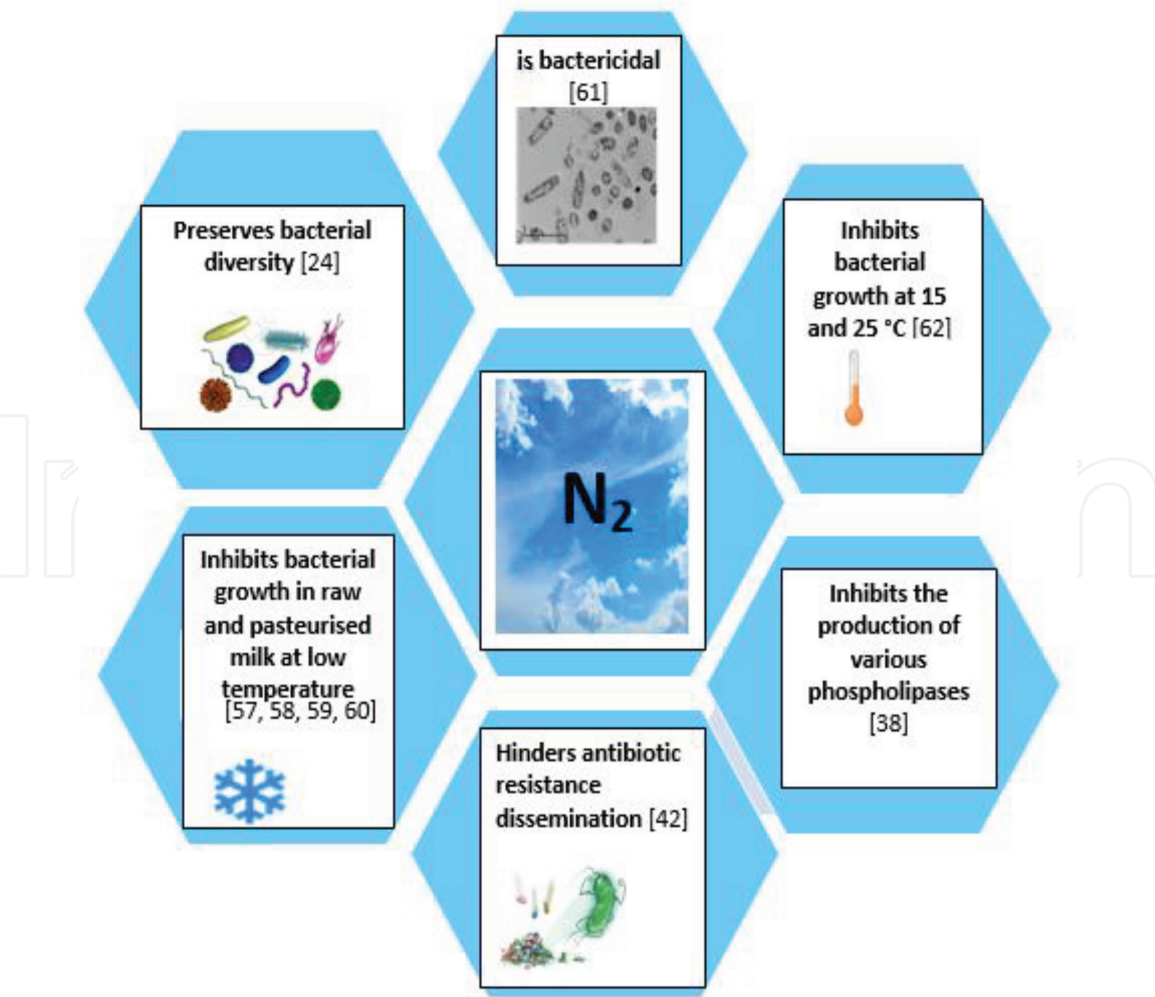 is bactericidal
[61]
Preserves bacterial
diversity [24]
Inhibits
bacterial
growth at 15
and 25 °C [62]
N₂
Inhibits bacterial
growth in raw
and pasteurised
milk at low
temperature
[57, 58, 59, 60]
Inhibits the
production of
various
phospholipases
[38]
Hinders antibiotic
resistance
dissemination [42]